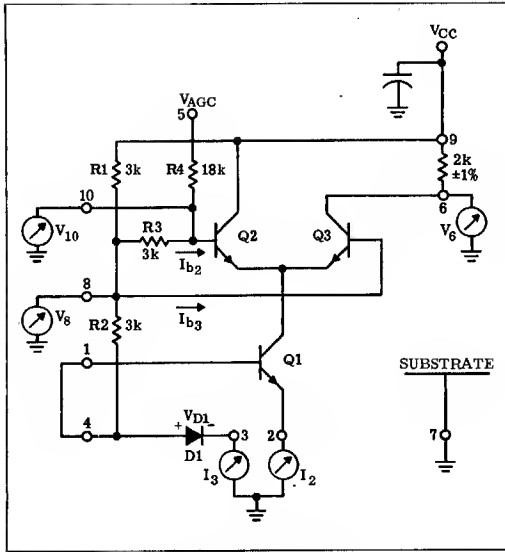 VCC
VAGC
5
9
R1
3k
R4
18k
2k
±1%
10
6
V10
R3
3k
Q2
Q3
V6
Ib2
8
V8
Ib3
R2
3k
1
Q1
SUBSTRATE
4
+ VD1 -
D1
3
2
7
I3
I2